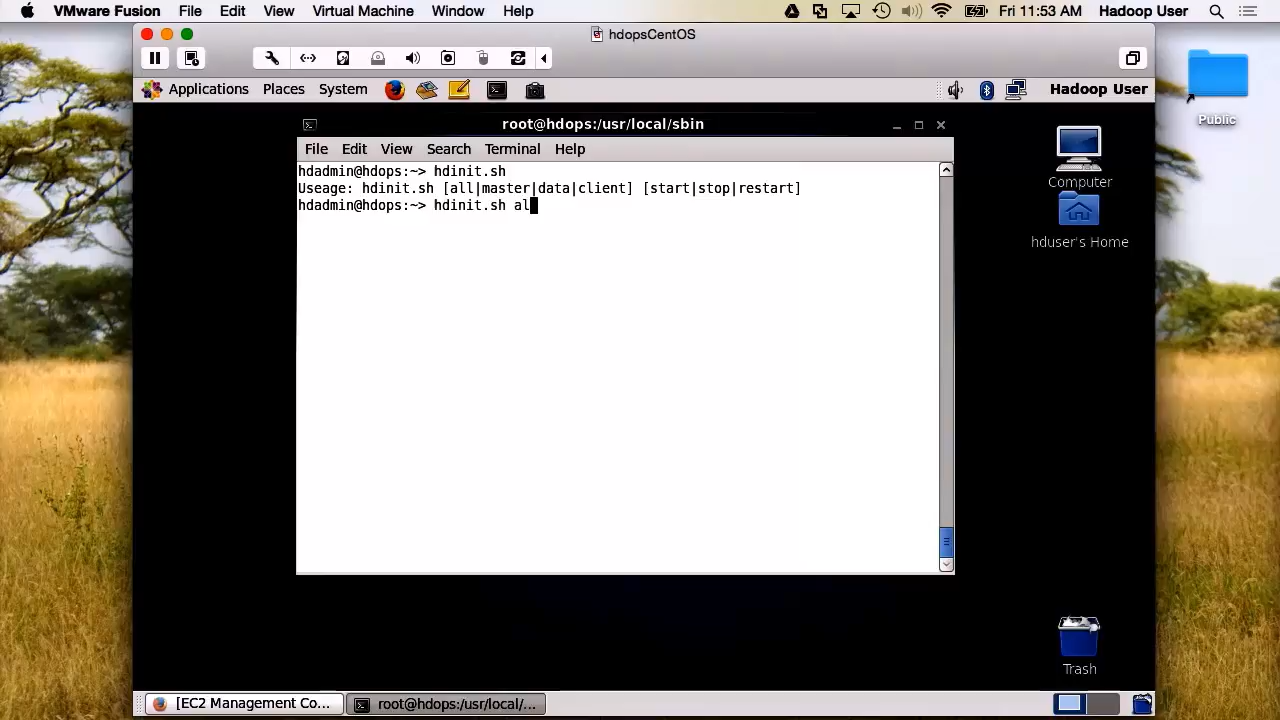 VMware Fusion File Edit View Virtual Machine Window Help Fri 11:53 AM Hadoop User
hdopsCentOS
Applications Places System Hadoop User
root@hdops:/usr/local/sbin
File Edit View Search Terminal Help
hdadmin@hdops:~> hdinit.sh
Useage: hdinit.sh [all|master|data|client] [start|stop|restart]
hdadmin@hdops:~> hdinit.sh al
Public
Computer
hduser's Home
Trash
[EC2 Management Co... root@hdops:/usr/local/...